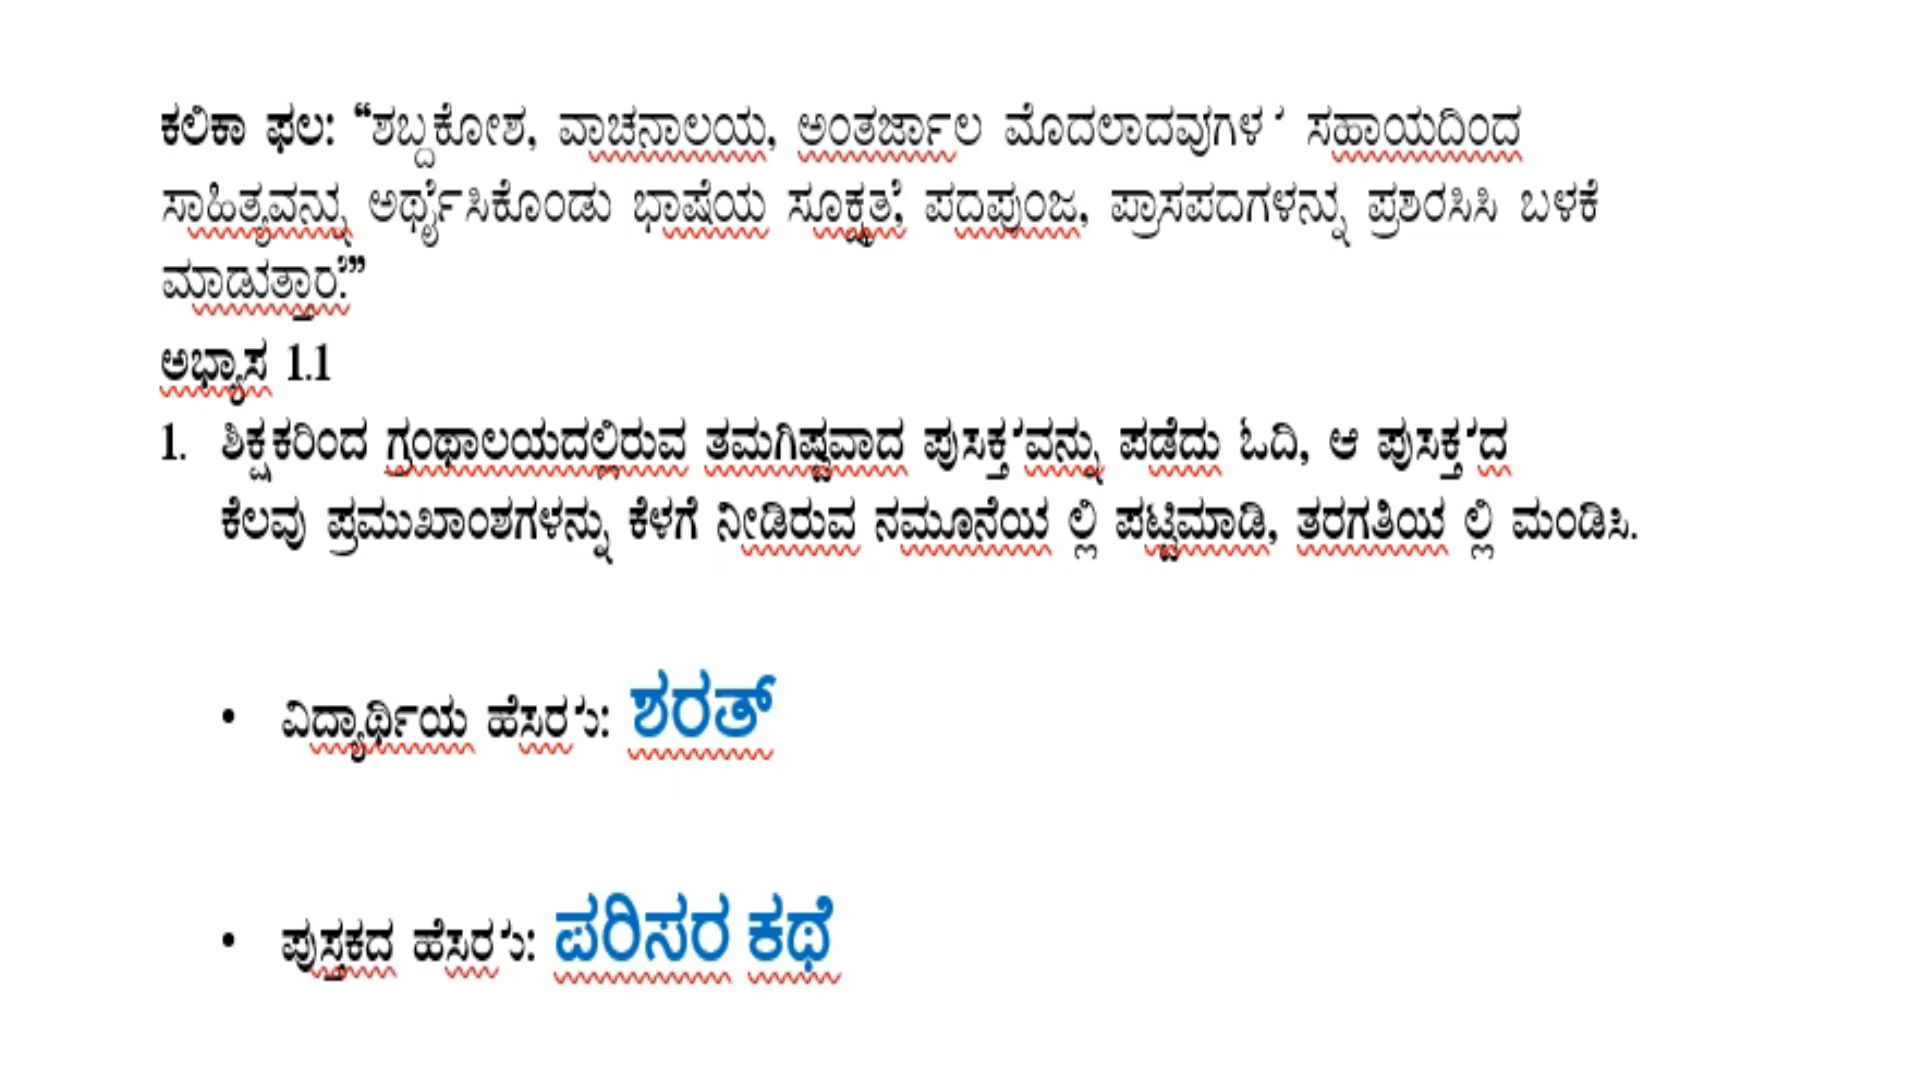 ಕಲಿಕಾ ಫಲ: “ಶಬ್ದಕೋಶ, ವಾಚನಾಲಯ, ಅಂತರ್ಜಾಲ ಮೊದಲಾದವುಗಳ ಸಹಾಯದಿಂದ
ಸಾಹಿತ್ಯವನ್ನು ಅರ್ಥೈಸಿಕೊಂಡು ಭಾಷೆಯ ಸೂಕ್ಷ್ಮತೆ, ಪದಪುಂಜ, ಪ್ರಾಸಪದಗಳನ್ನು ಪ್ರಶಂಸಿಸಿ ಬಳಕೆ
ಮಾಡುತ್ತಾರೆ.”
ಅಭ್ಯಾಸ 1.1
1. ಶಿಕ್ಷಕರಿಂದ ಗ್ರಂಥಾಲಯದಲ್ಲಿರುವ ತಮಗಿಷ್ಟವಾದ ಪುಸ್ತಕವನ್ನು ಪಡೆದು ಓದಿ, ಆ ಪುಸ್ತಕದ
ಕೆಲವು ಪ್ರಮುಖಾಂಶಗಳನ್ನು ಕೆಳಗೆ ನೀಡಿರುವ ನಮೂನೆಯಲ್ಲಿ ಪಟ್ಟಿಮಾಡಿ, ತರಗತಿಯಲ್ಲಿ ಮಂಡಿಸಿ.
• ವಿದ್ಯಾರ್ಥಿಯ ಹೆಸರು: ಶರತ್
• ಪುಸ್ತಕದ ಹೆಸರು: ಪರಿಸರ ಕಥೆ